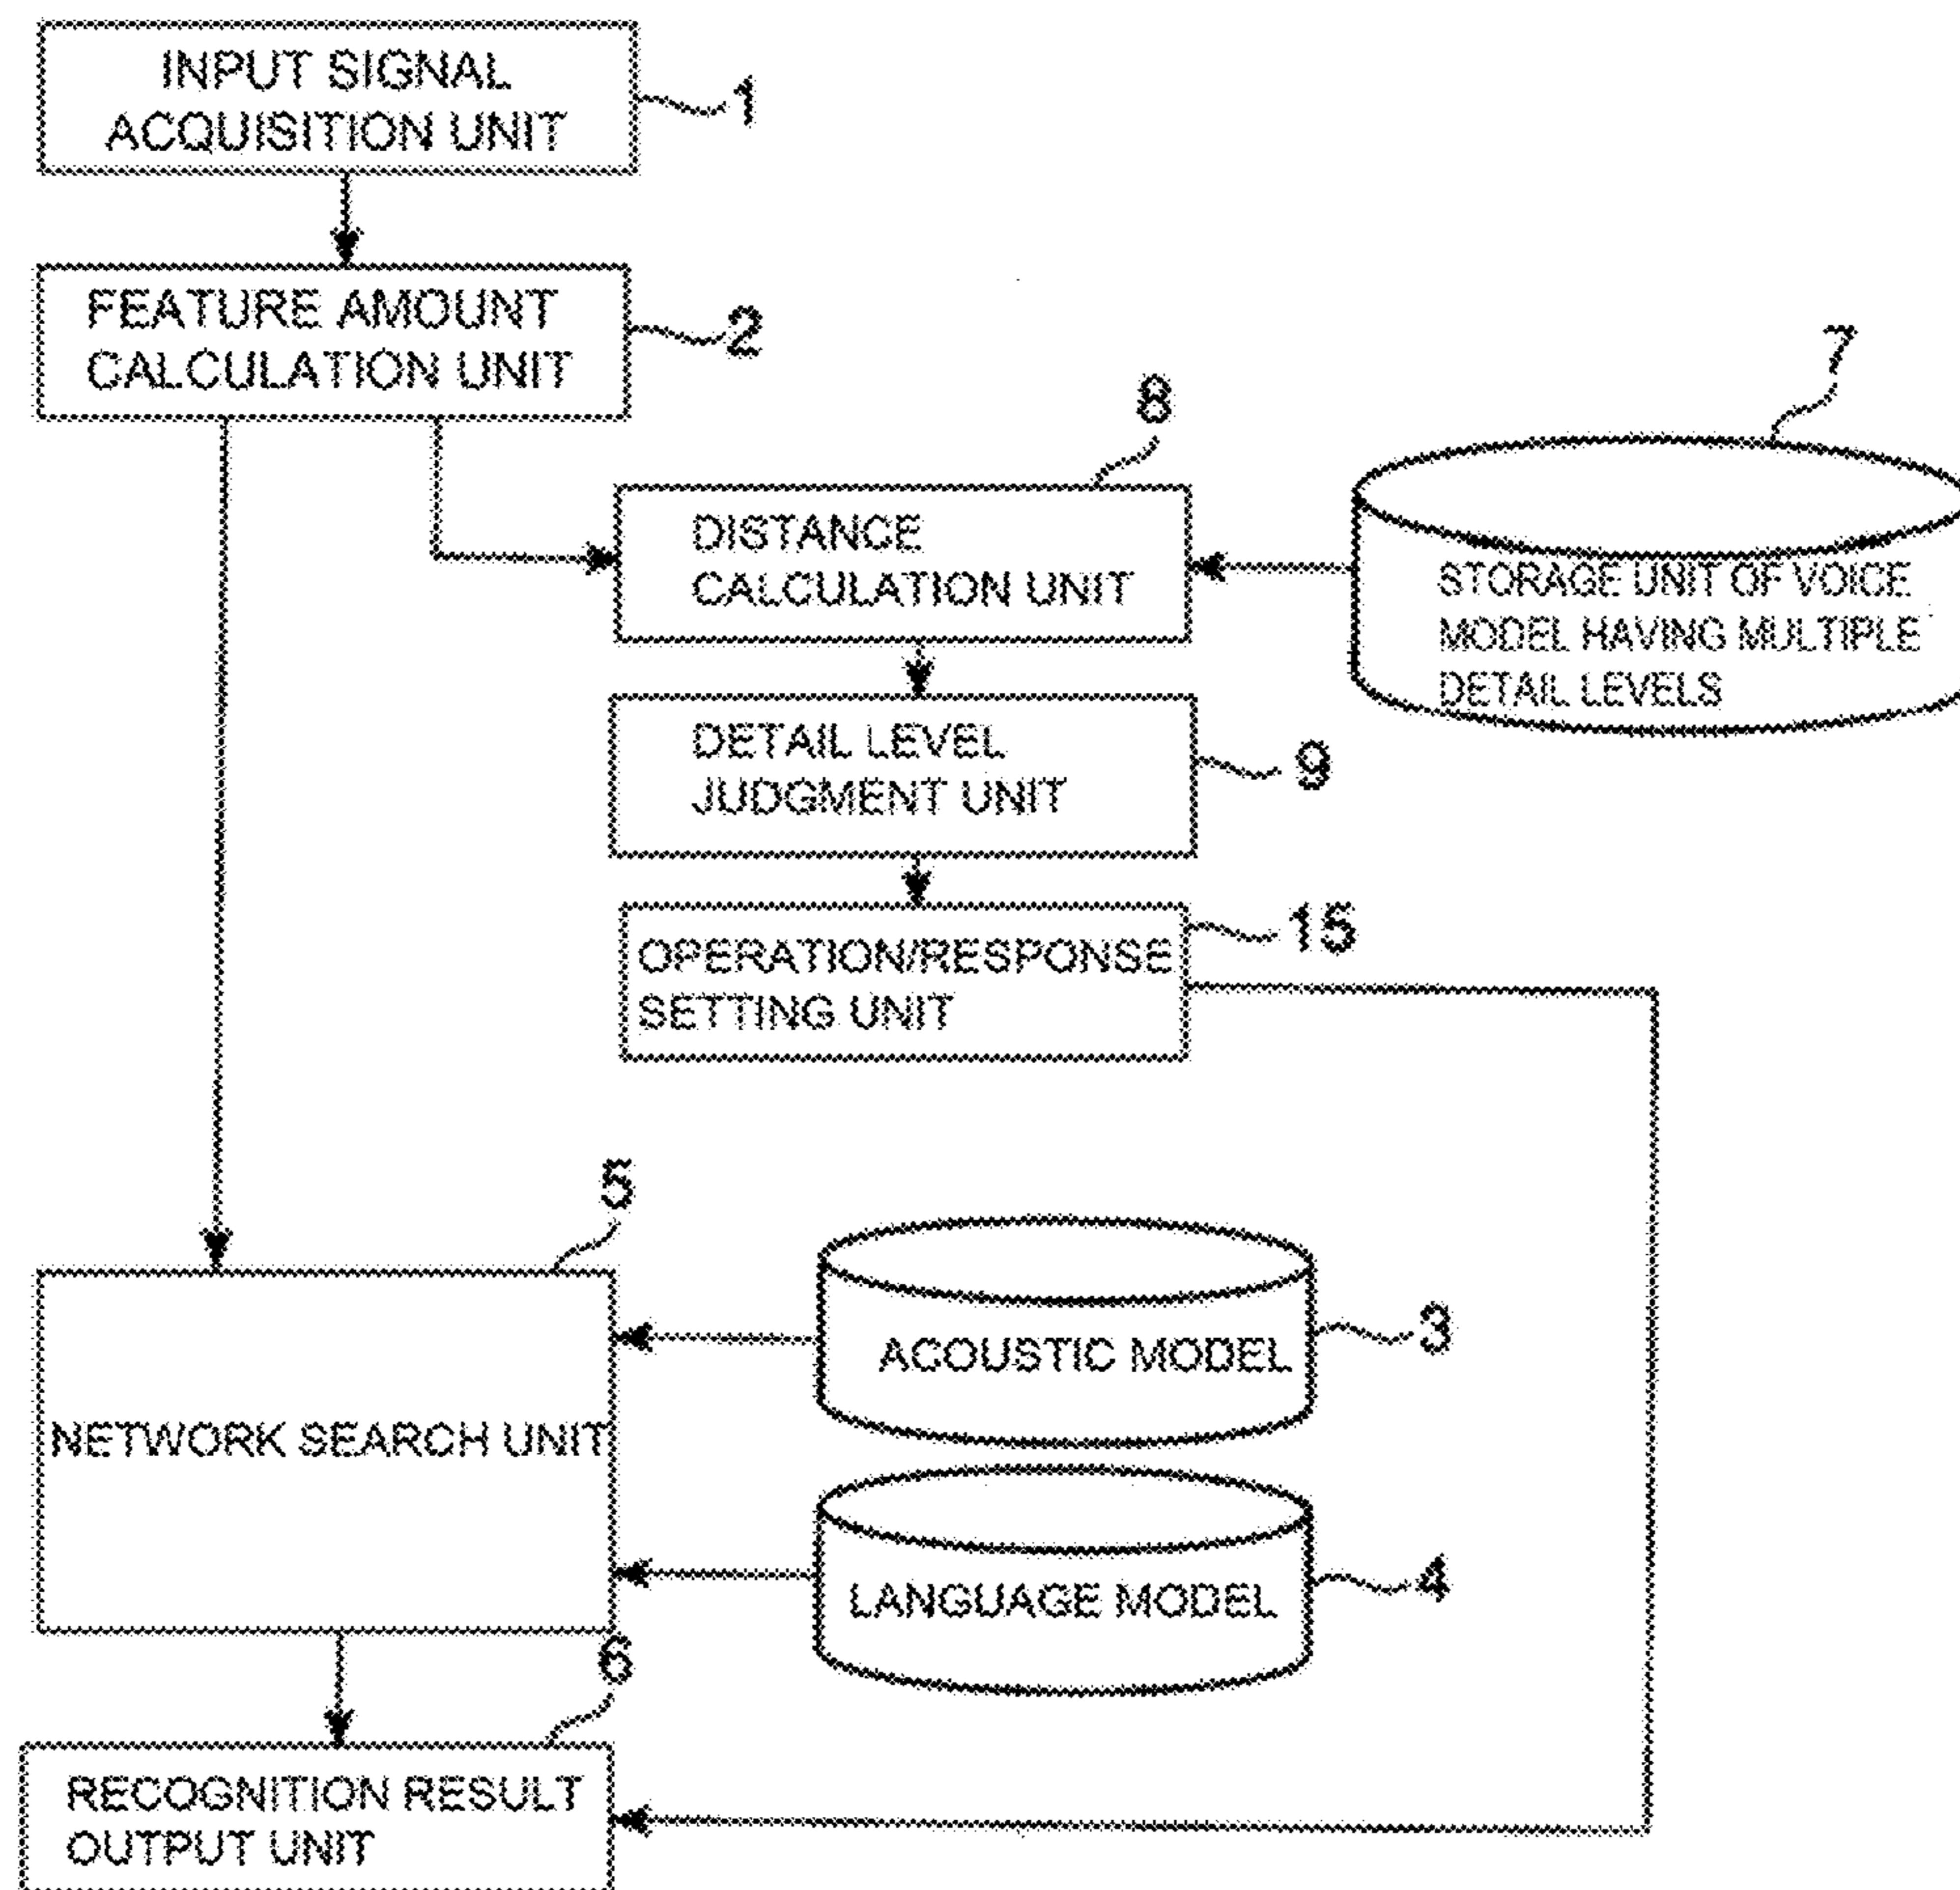 INPUT SIGNAL
ACQUISITION UNIT
1
FEATURE AMOUNT
CALCULATION UNIT
2
7
8
DISTANCE
CALCULATION UNIT
STORAGE UNIT OF VOICE
MODEL HAVING MULTIPLE
DETAIL LEVELS
DETAIL LEVEL
JUDGMENT UNIT
9
OPERATION/RESPONSE
SETTING UNIT
15
5
ACOUSTIC MODEL
3
NETWORK SEARCH UNIT
LANGUAGE MODEL
4
6
RECOGNITION RESULT
OUTPUT UNIT